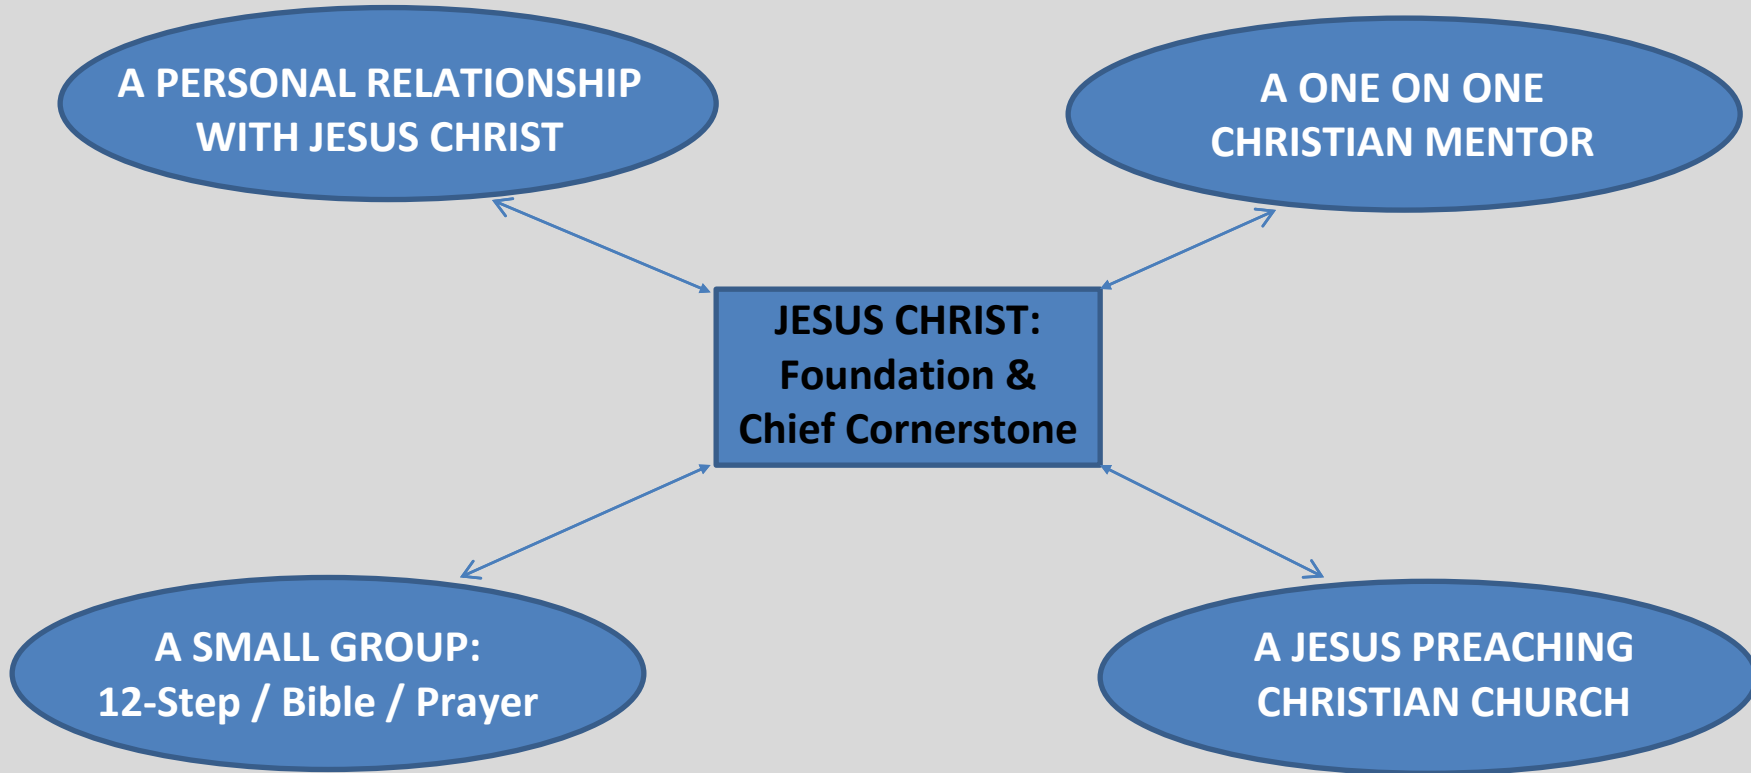 A PERSONAL RELATIONSHIP
WITH JESUS CHRIST
A ONE ON ONE
CHRISTIAN MENTOR
JESUS CHRIST:
Foundation &
Chief Cornerstone
A SMALL GROUP:
12-Step / Bible / Prayer
A JESUS PREACHING
CHRISTIAN CHURCH